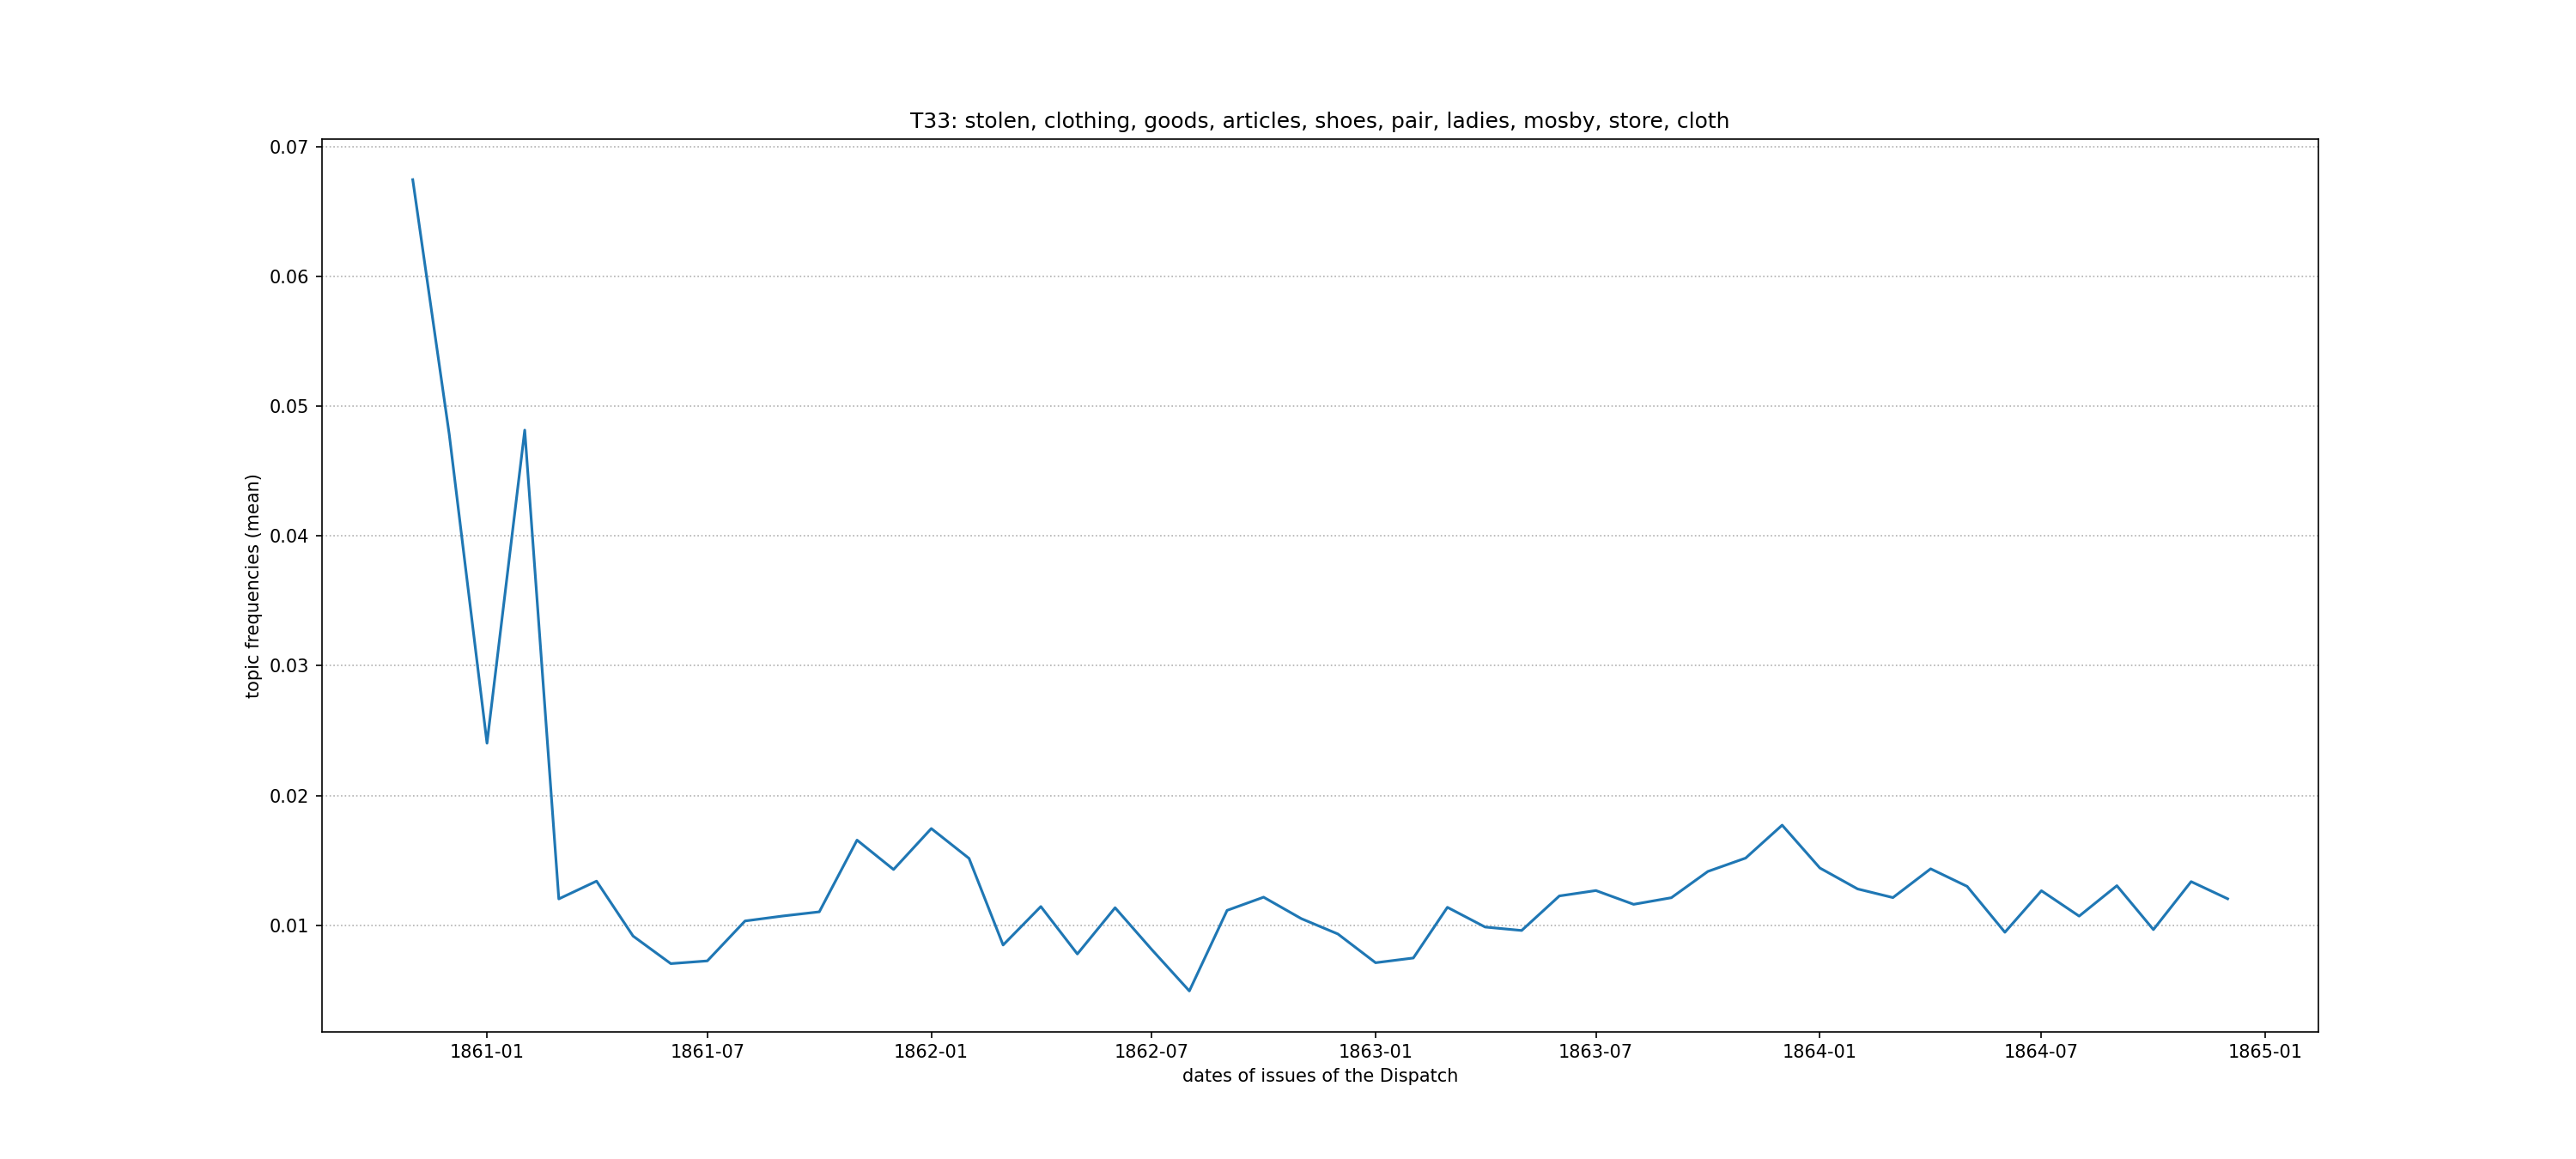 T33: stolen, clothing, goods, articles, shoes, pair, ladies, mosby, store, cloth
0.07
0.06
0.05
0.04
0.03
0.02
0.01
topic frequencies (mean)
1861-01 1861-07 1862-01 1862-07 1863-01 1863-07 1864-01 1864-07 1865-01
dates of issues of the Dispatch